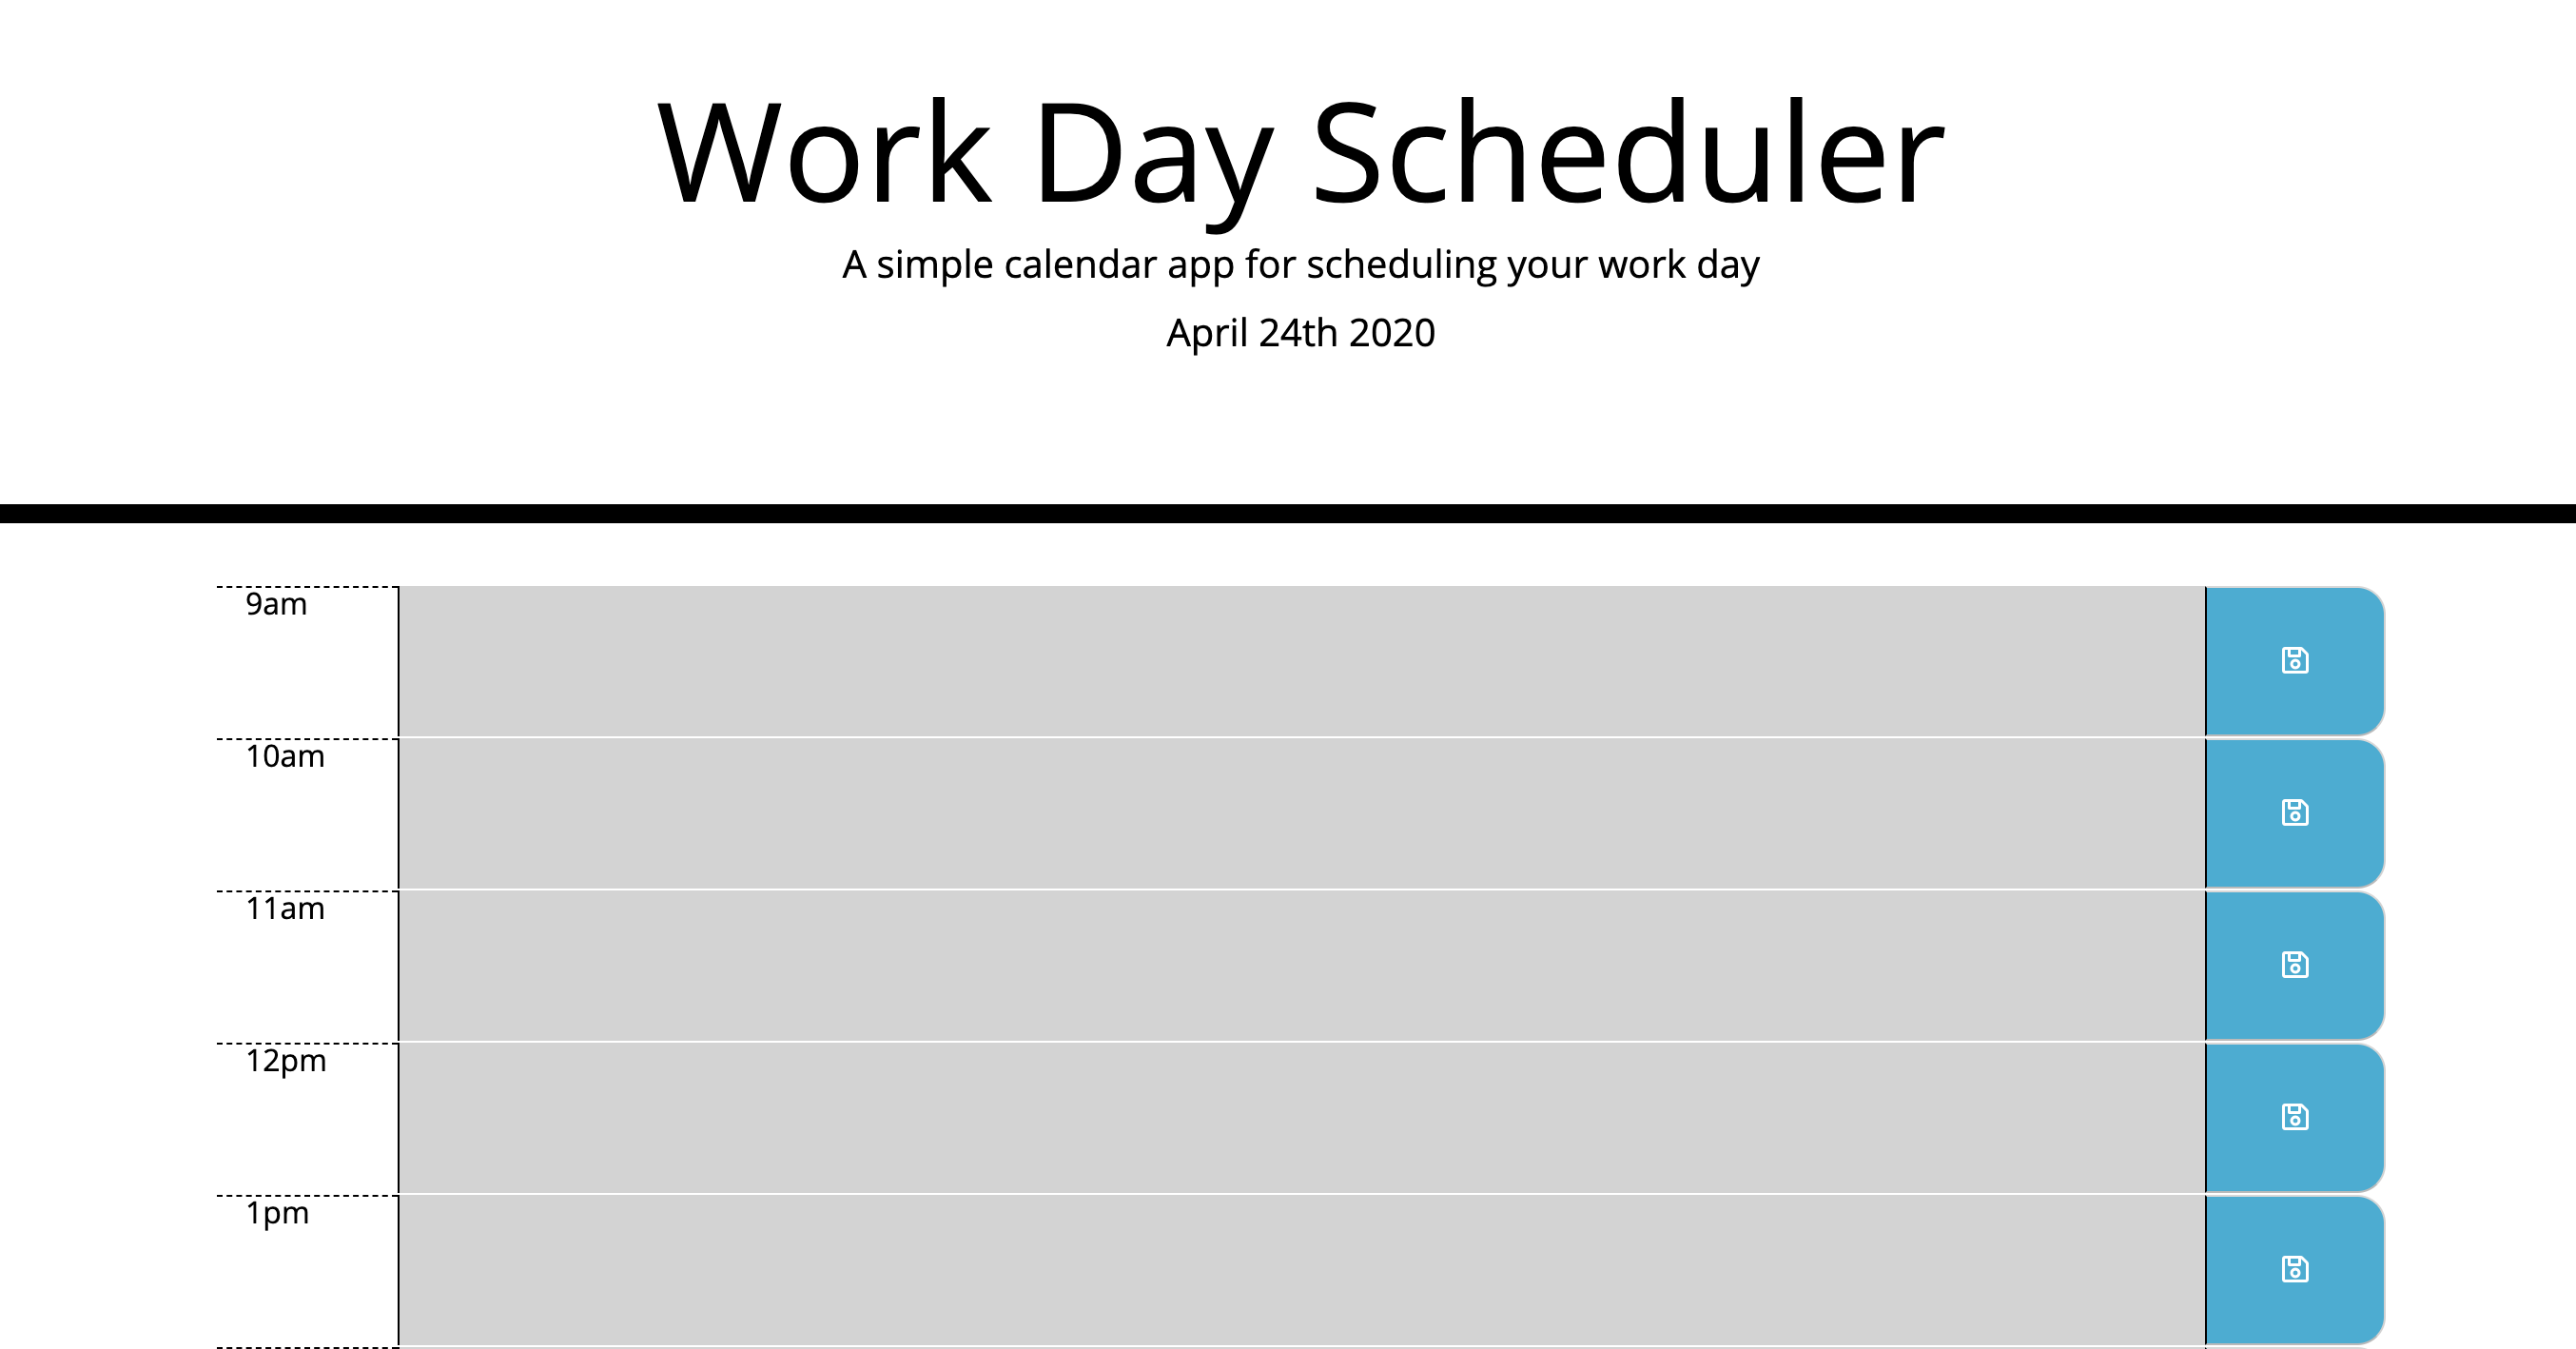 Work Day Scheduler
A simple calendar app for scheduling your work day
April 24th 2020
9am
10am
11am
12pm
1pm